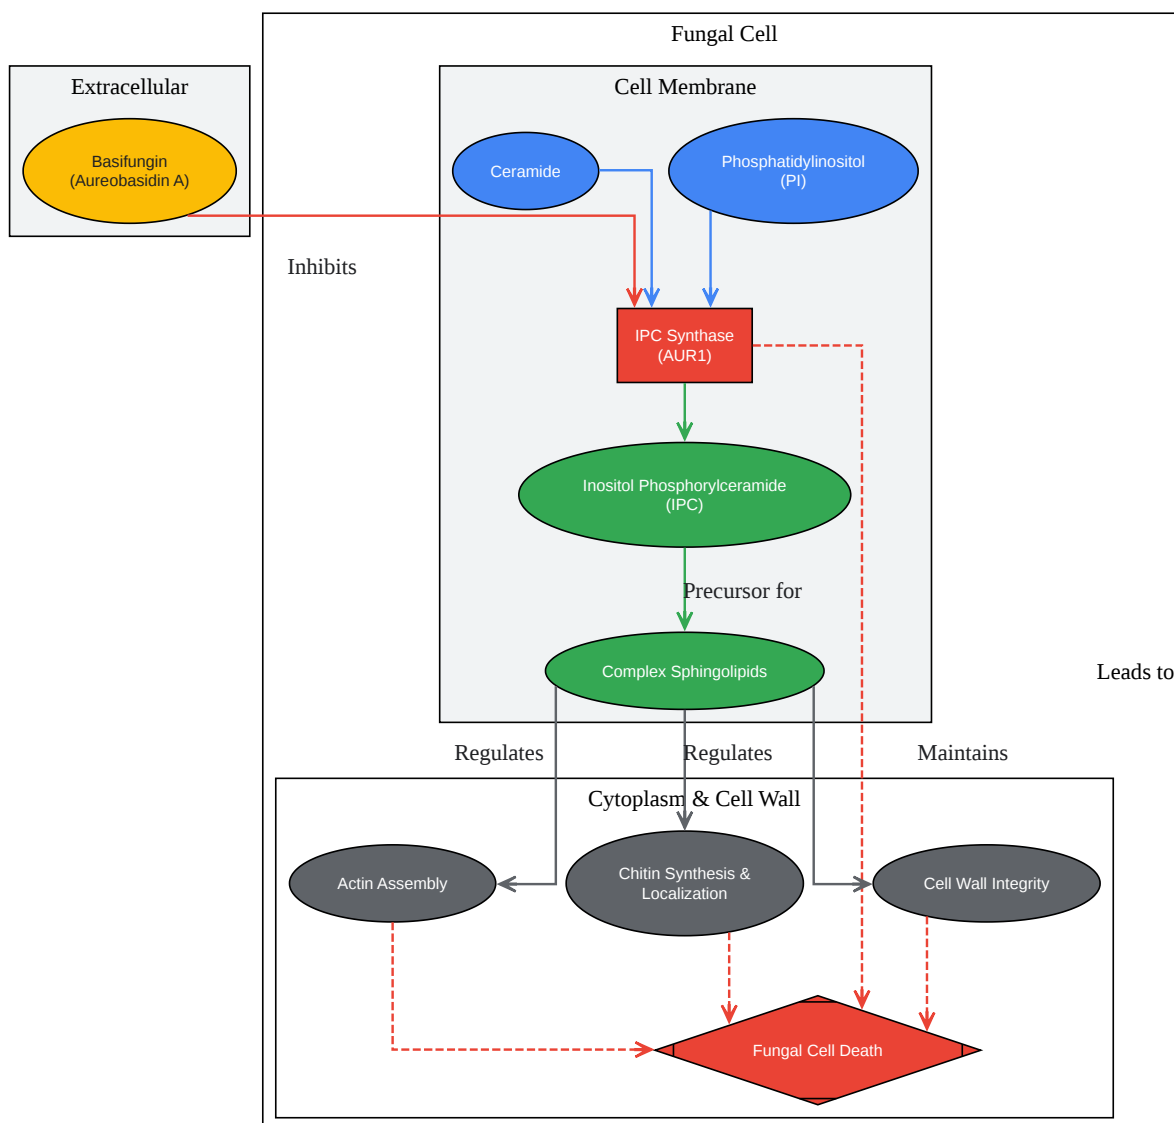 Fungal Cell
Extracellular
Cell Membrane
Basifungin
(Aureobasidin A)
Ceramide
Phosphatidylinositol
(PI)
Inhibits
IPC Synthase
(AUR1)
Inositol Phosphorylceramide
(IPC)
Precursor for
Complex Sphingolipids
Leads to
Regulates
Regulates
Maintains
Cytoplasm & Cell Wall
Actin Assembly
Chitin Synthesis &
Localization
Cell Wall Integrity
Fungal Cell Death